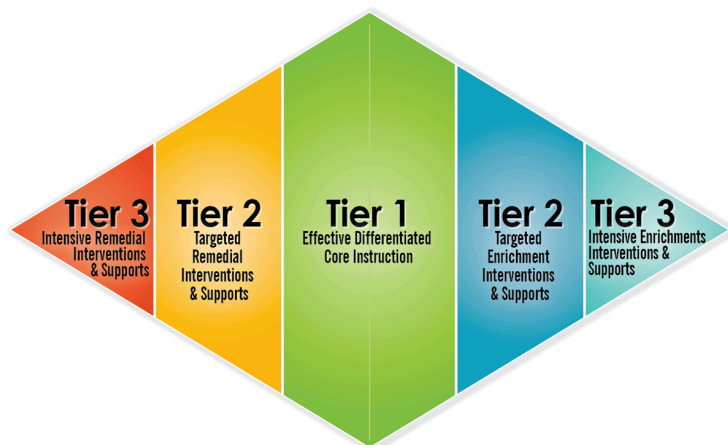 Tier 3
Intensive Remedial
Interventions
& Supports
Tier 2
Targeted
Remedial
Interventions
& Supports
Tier 1
Effective Differentiated
Core Instruction
Tier 2
Targeted
Enrichment
Interventions
& Supports
Tier 3
Intensive Enrichments
Interventions &
Supports